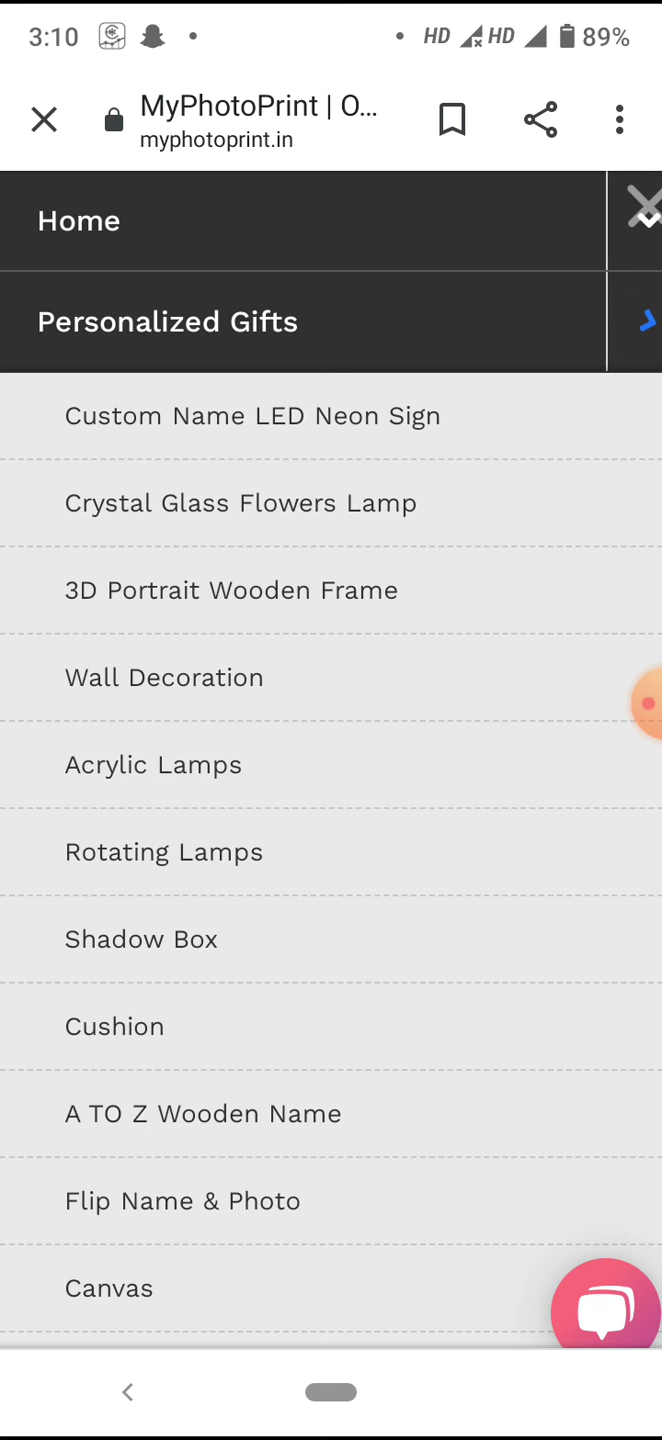 3:10
HD HD 89%
MyPhotoPrint | O...
myphotoprint.in
Home
Personalized Gifts
Custom Name LED Neon Sign
Crystal Glass Flowers Lamp
3D Portrait Wooden Frame
Wall Decoration
Acrylic Lamps
Rotating Lamps
Shadow Box
Cushion
A TO Z Wooden Name
Flip Name & Photo
Canvas